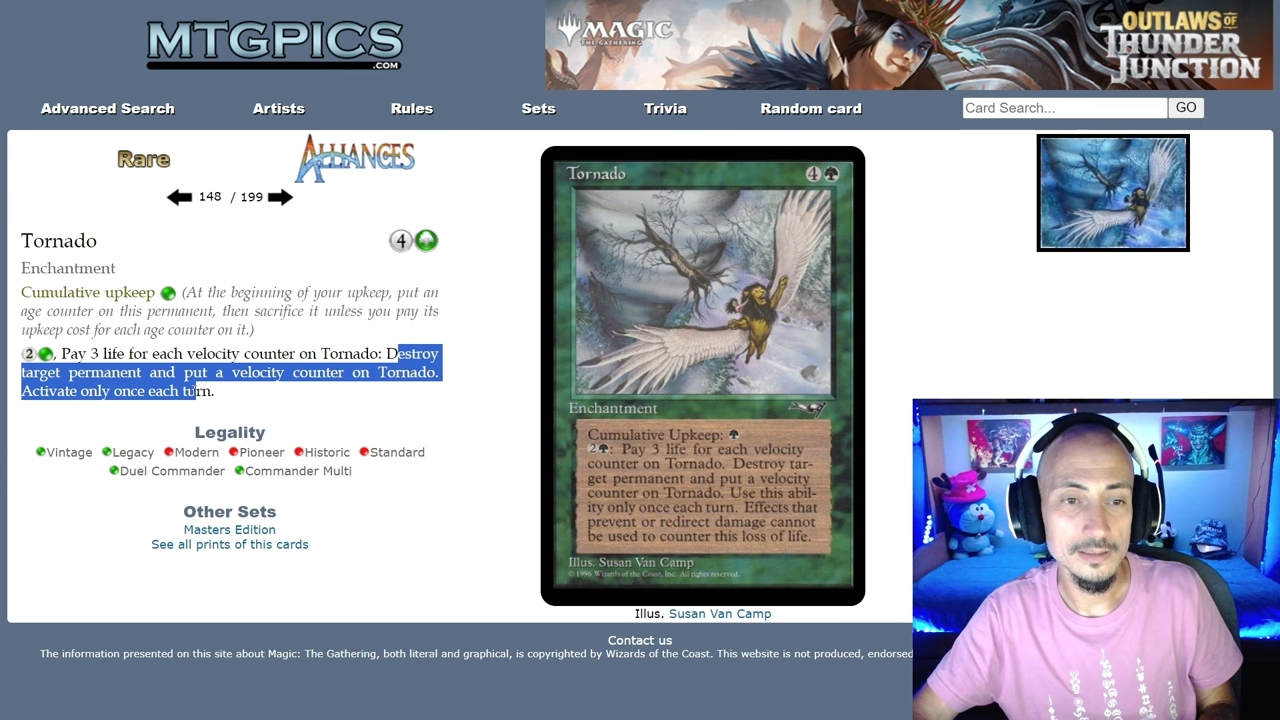 MTGPICS
.COM
MAGIC
THE GATHERING
OUTLAWS OF
THUNDER
JUNCTION
Advanced Search Artists Rules Sets Trivia Random card Card Search... GO
Rare ALLIANCES
148 / 199
Tornado 4
Enchantment
Cumulative upkeep (At the beginning of your upkeep, put an
age counter on this permanent, then sacrifice it unless you pay its
upkeep cost for each age counter on it.)
2 , Pay 3 life for each velocity counter on Tornado: Destroy
target permanent and put a velocity counter on Tornado.
Activate only once each turn.
Legality
Vintage Legacy Modern Pioneer Historic Standard
Duel Commander Commander Multi
Other Sets
Masters Edition
See all prints of this cards
Tornado 4
Enchantment
Cumulative Upkeep:
2 : Pay 3 life for each velocity
counter on Tornado. Destroy tar-
get permanent and put a velocity
counter on Tornado. Use this abil-
ity only once each turn. Effects that
prevent or redirect damage cannot
be used to counter this loss of life.
Illus. Susan Van Camp
© 1996 Wizards of the Coast, Inc. All rights reserved.
Illus. Susan Van Camp
Contact us
The information presented on this site about Magic: The Gathering, both literal and graphical, is copyrighted by Wizards of the Coast. This website is not produced, endorsed